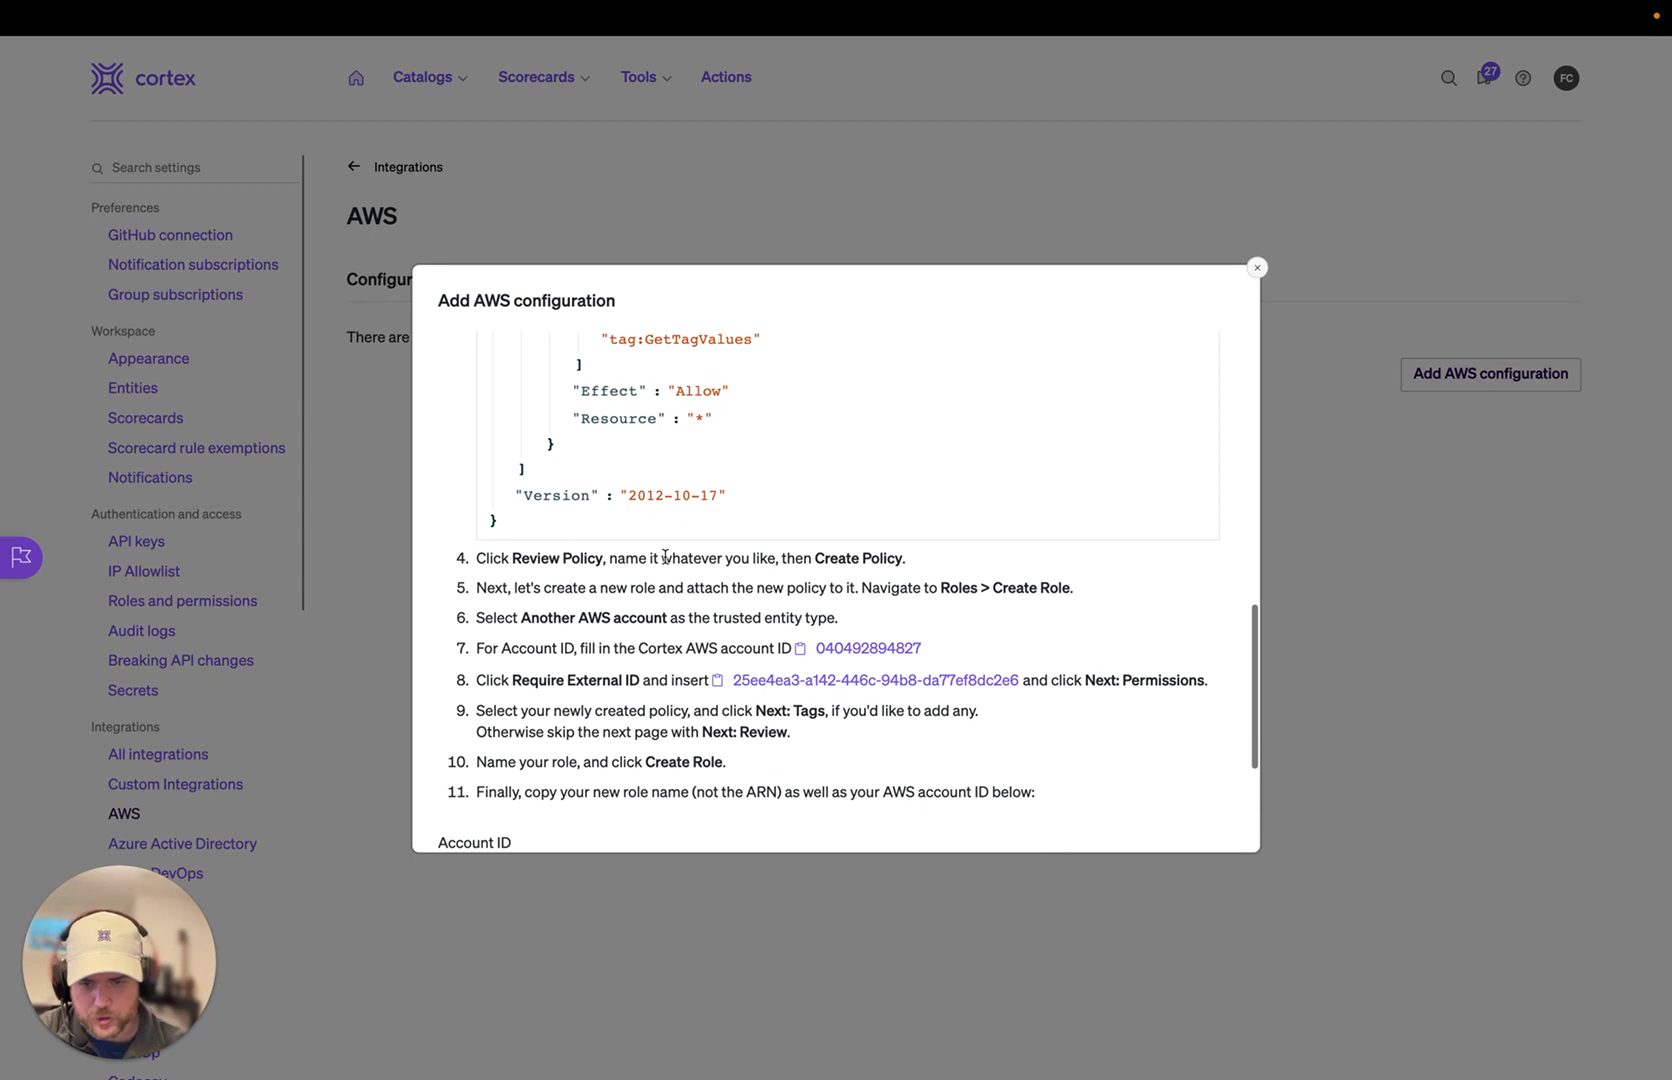 cortex
Catalogs
Scorecards
Tools
Actions
27
FC
Search settings
Preferences
GitHub connection
Notification subscriptions
Group subscriptions
Workspace
Appearance
Entities
Scorecards
Scorecard rule exemptions
Notifications
Authentication and access
API keys
IP Allowlist
Roles and permissions
Audit logs
Breaking API changes
Secrets
Integrations
All integrations
Custom Integrations
AWS
Azure Active Directory
DevOps
Integrations
AWS
Configur
There are
Add AWS configuration
Add AWS configuration
"tag:GetTagValues"
]
"Effect" : "Allow"
"Resource" : "*"
}
]
"Version" : "2012-10-17"
}
4. Click Review Policy, name it whatever you like, then Create Policy.
5. Next, let's create a new role and attach the new policy to it. Navigate to Roles > Create Role.
6. Select Another AWS account as the trusted entity type.
7. For Account ID, fill in the Cortex AWS account ID 040492894827
8. Click Require External ID and insert 25ee4ea3-a142-446c-94b8-da77ef8dc2e6 and click Next: Permissions.
9. Select your newly created policy, and click Next: Tags, if you'd like to add any.
Otherwise skip the next page with Next: Review.
10. Name your role, and click Create Role.
11. Finally, copy your new role name (not the ARN) as well as your AWS account ID below:
Account ID